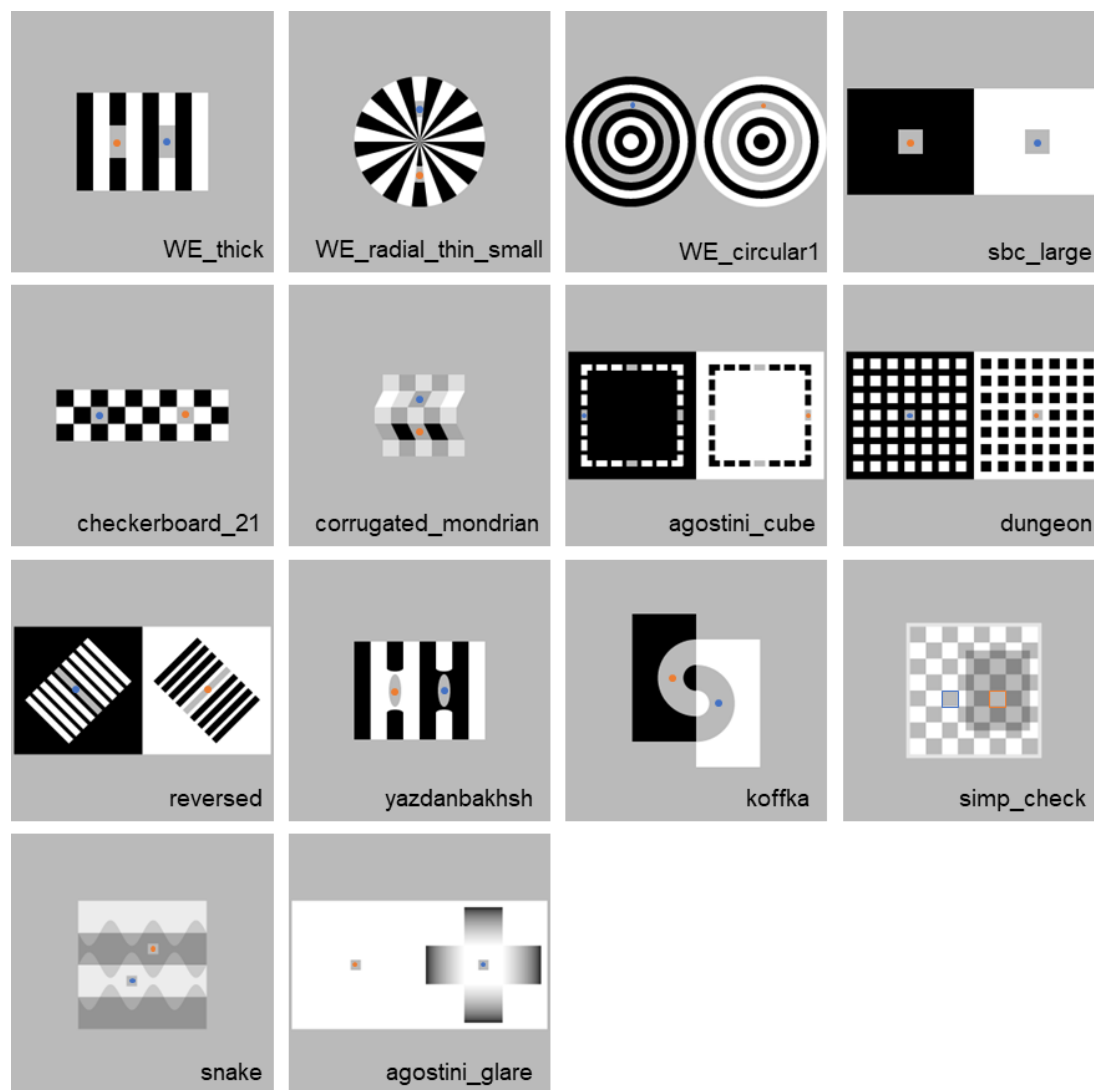 WE_thick
WE_radial_thin_small
WE_circular1
sbc_large
checkerboard_21
corrugated_mondrian
agostini_cube
dungeon
reversed
yazdanbakhsh
koffka
simp_check
snake
agostini_glare